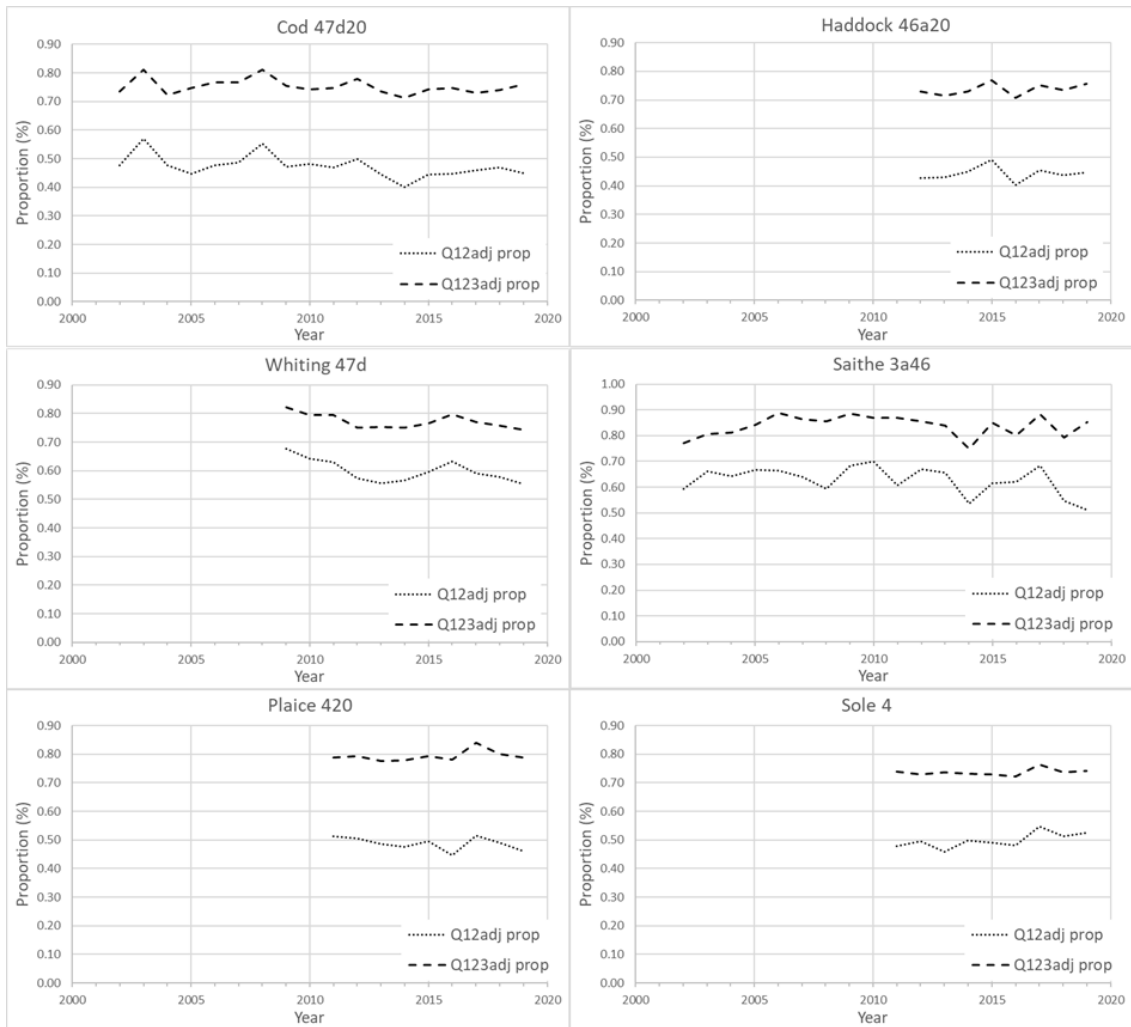 Cod 47d20
0.90
0.80
0.70
0.60
0.50
0.40
0.30
0.20
0.10
0.00
Proportion (%)
Q12adj prop
Q123adj prop
2000 2005 2010 2015 2020
Year
Haddock 46a20
0.90
0.80
0.70
0.60
0.50
0.40
0.30
0.20
0.10
0.00
Proportion (%)
Q12adj prop
Q123adj prop
2000 2005 2010 2015 2020
Year
Whiting 47d
0.90
0.80
0.70
0.60
0.50
0.40
0.30
0.20
0.10
0.00
Proportion (%)
Q12adj prop
Q123adj prop
2000 2005 2010 2015 2020
Year
Saithe 3a46
1.00
0.90
0.80
0.70
0.60
0.50
0.40
0.30
0.20
0.10
0.00
Proportion (%)
Q12adj prop
Q123adj prop
2000 2005 2010 2015 2020
Year
Plaice 420
0.90
0.80
0.70
0.60
0.50
0.40
0.30
0.20
0.10
0.00
Proportion (%)
Q12adj prop
Q123adj prop
2000 2005 2010 2015 2020
Year
Sole 4
0.90
0.80
0.70
0.60
0.50
0.40
0.30
0.20
0.10
0.00
Proportion (%)
Q12adj prop
Q123adj prop
2000 2005 2010 2015 2020
Year